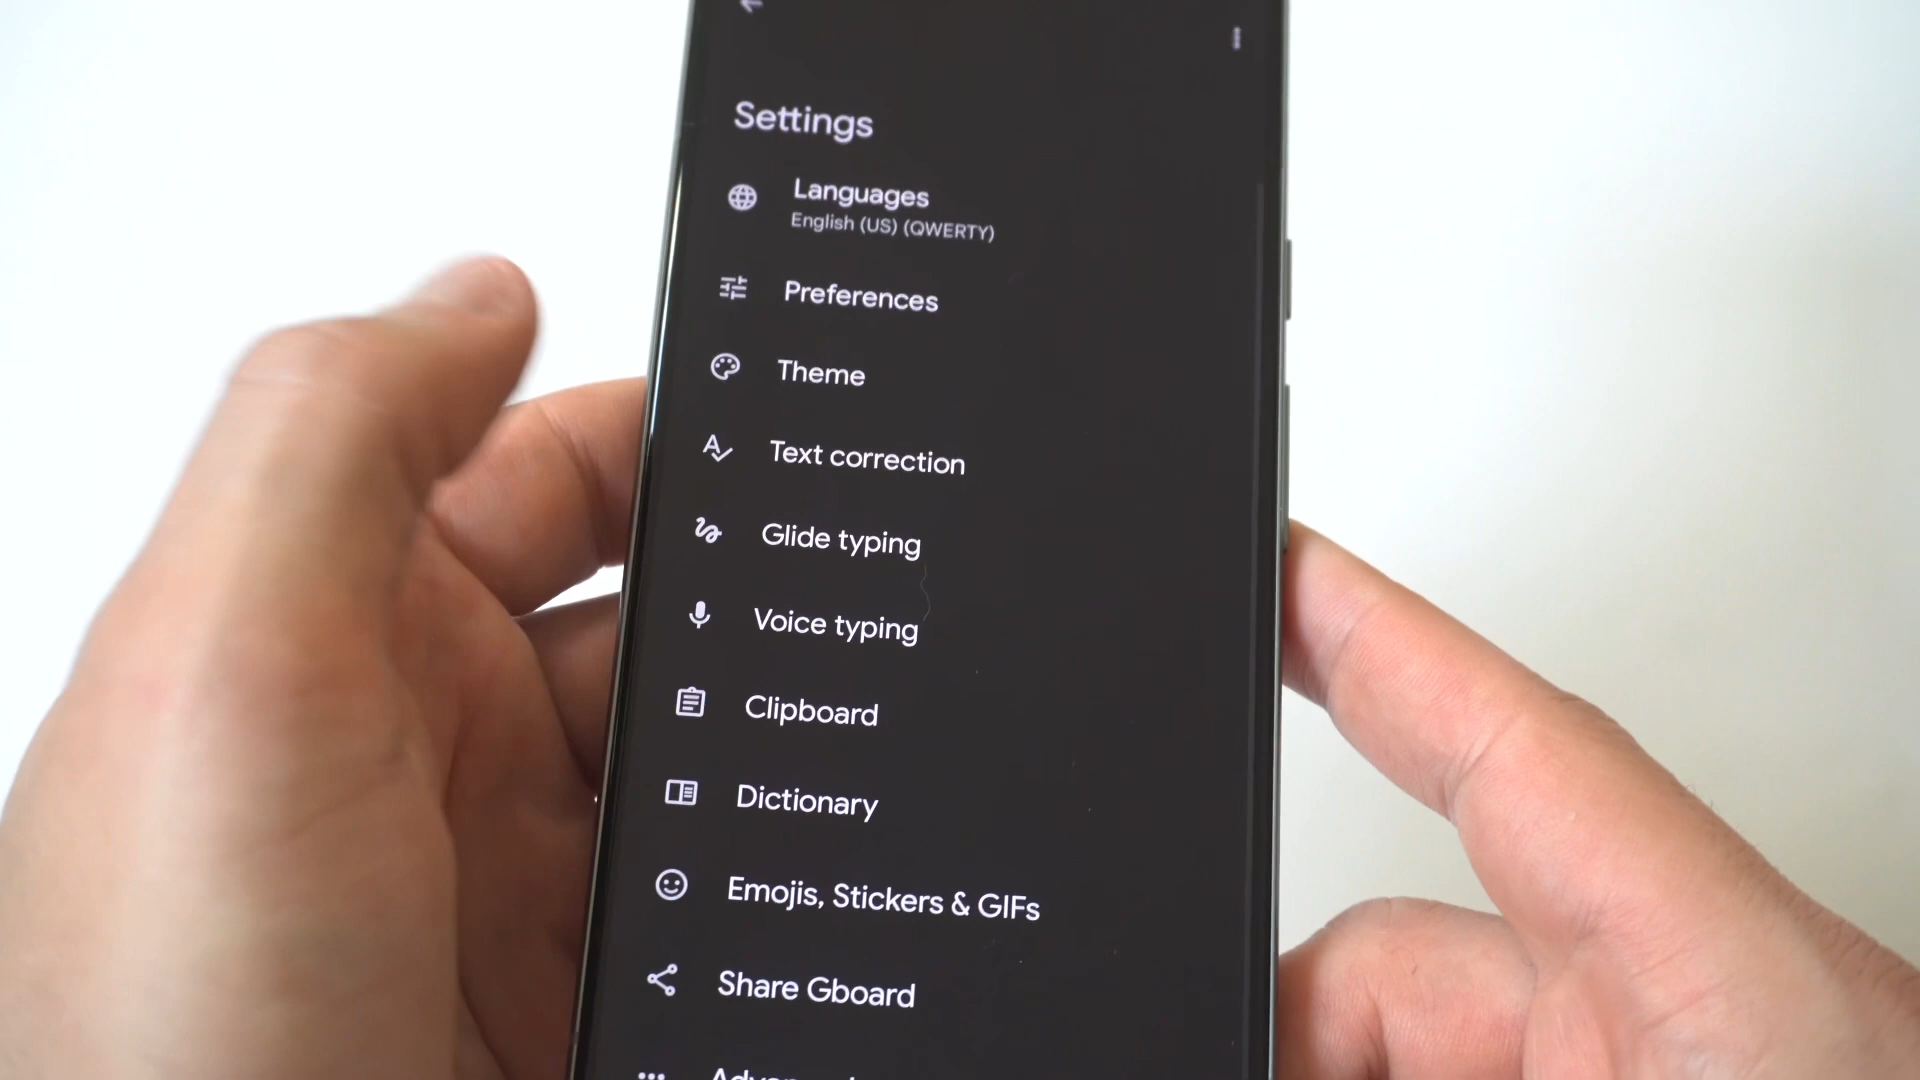 Settings
Languages
English (US) (QWERTY)
Preferences
Theme
Text correction
Glide typing
Voice typing
Clipboard
Dictionary
Emojis, Stickers & GIFs
Share Gboard